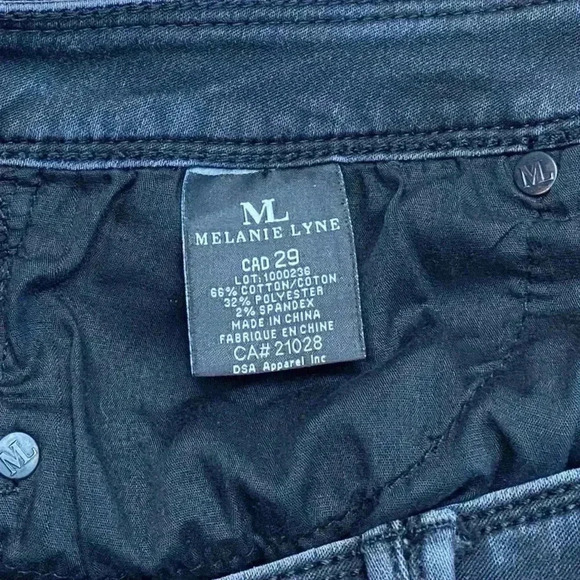 ML
ML
MELANIE LYNE
CAD 29
LOT:1000236
66% COTTON/COTON
32% POLYESTER
2% SPANDEX
MADE IN CHINA
FABRIQUE EN CHINE
CA# 21028
DSA Apparel Inc
ML